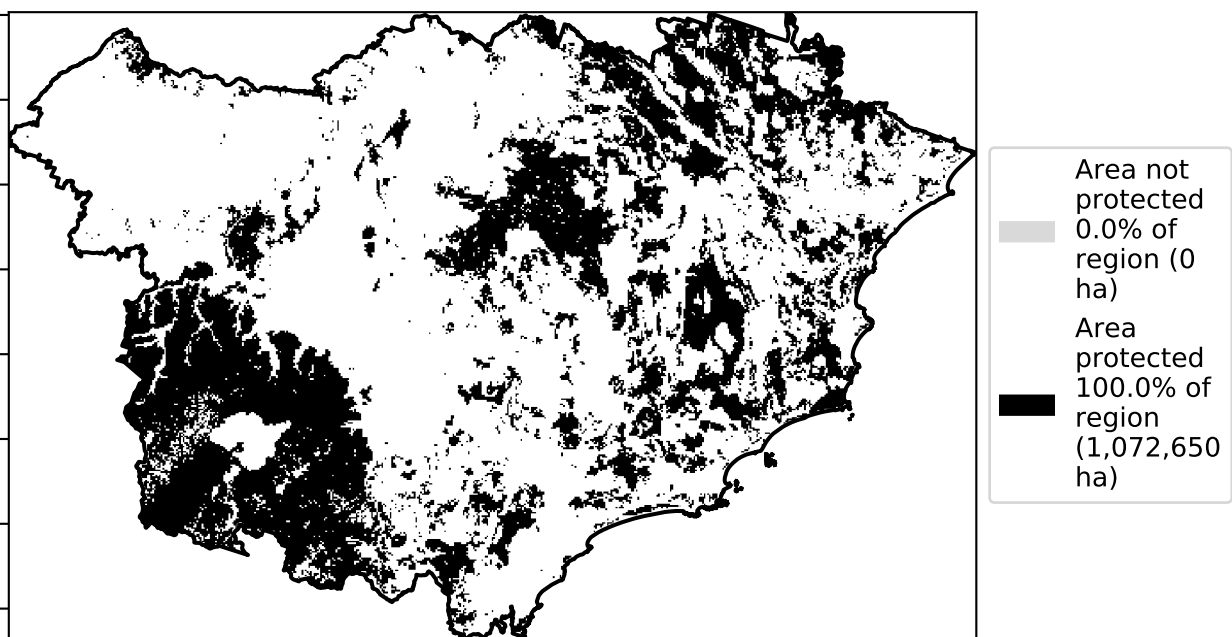 Area not
protected
0.0% of
region (0
ha)
Area
protected
100.0% of
region
(1,072,650
ha)